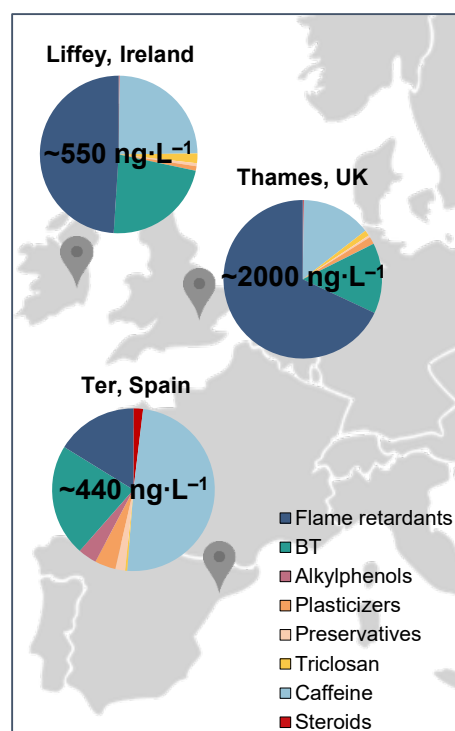 Liffey, Ireland
~550 ng·L⁻¹
Thames, UK
~2000 ng·L⁻¹
Ter, Spain
~440 ng·L⁻¹
Flame retardants
BT
Alkylphenols
Plasticizers
Preservatives
Triclosan
Caffeine
Steroids